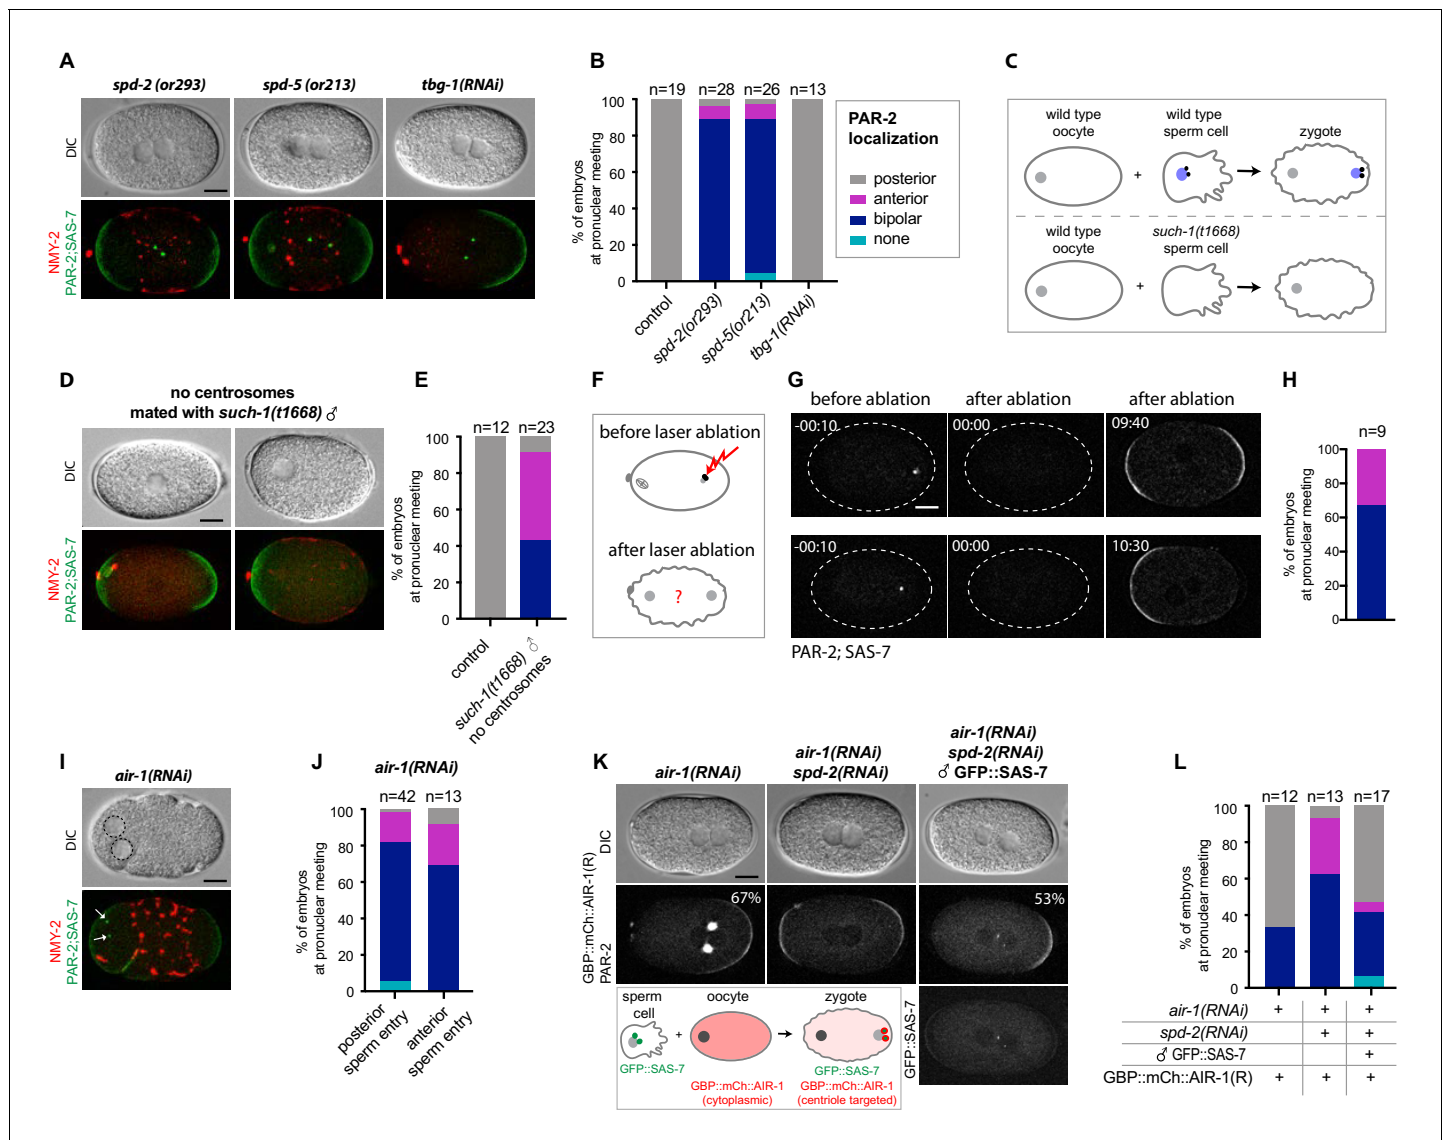 A
spd-2 (or293)
spd-5 (or213)
tbg-1(RNAi)
DIC
NMY-2
PAR-2;SAS-7
B
n=19 n=28 n=26 n=13
% of embryos
at pronuclear meeting
100
80
60
40
20
0
control
spd-2(or293)
spd-5(or213)
tbg-1(RNAi)
PAR-2
localization
posterior
anterior
bipolar
none
C
wild type
oocyte
+
wild type
sperm cell
zygote
wild type
oocyte
+
such-1(t1668)
sperm cell
zygote
D
no centrosomes
mated with such-1(t1668) ♂
DIC
NMY-2
PAR-2;SAS-7
E
n=12 n=23
% of embryos
at pronuclear meeting
100
80
60
40
20
0
control
such-1(t1668) ♂
no centrosomes
F
before laser ablation
after laser ablation
?
G
before ablation
after ablation
after ablation
-00:10
00:00
09:40
-00:10
00:00
10:30
PAR-2; SAS-7
H
n=9
% of embryos
at pronuclear meeting
100
80
60
40
20
0
I
air-1(RNAi)
DIC
NMY-2
PAR-2;SAS-7
J
air-1(RNAi)
n=42 n=13
% of embryos
at pronuclear meeting
100
80
60
40
20
0
posterior
sperm entry
anterior
sperm entry
K
air-1(RNAi)
air-1(RNAi)
spd-2(RNAi)
air-1(RNAi)
spd-2(RNAi)
♂ GFP::SAS-7
DIC
GBP::mCh::AIR-1(R)
PAR-2
67%
53%
GFP::SAS-7
sperm
cell
+
oocyte
zygote
GFP::SAS-7
GBP::mCh::AIR-1
(cytoplasmic)
GFP::SAS-7
GBP::mCh::AIR-1
(centriole targeted)
L
n=12 n=13 n=17
% of embryos
at pronuclear meeting
100
80
60
40
20
0
air-1(RNAi) + + +
spd-2(RNAi) + +
♂ GFP::SAS-7 +
GBP::mCh::AIR-1(R) + + +